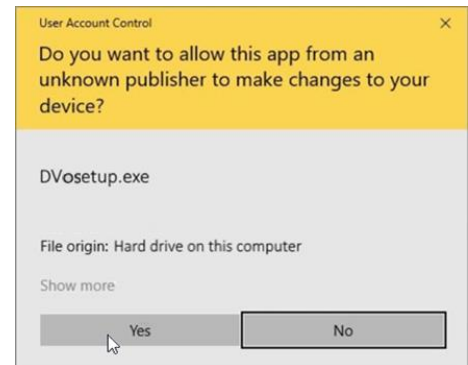 User Account Control
Do you want to allow this app from an
unknown publisher to make changes to your
device?
DVosetup.exe
File origin: Hard drive on this computer
Show more
Yes
No